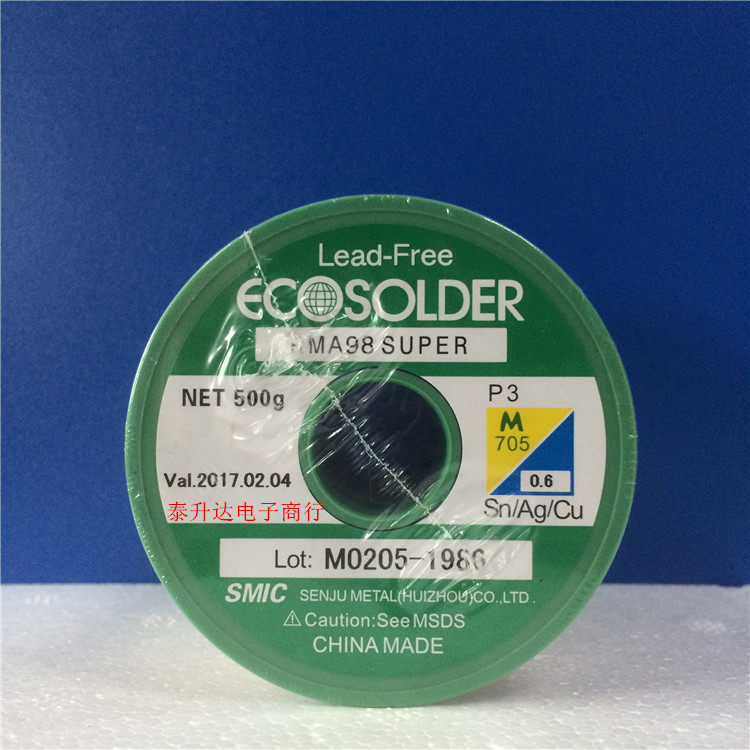 Lead-Free
ECOSOLDER
RMA98 SUPER
NET 500g
P3
M
705
0.6
Val.2017.02.04
Sn/Ag/Cu
泰升达电子商行
Lot: M0205-1986
SMIC SENJU METAL(HUIZHOU)CO.,LTD.
⚠Caution:See MSDS
CHINA MADE